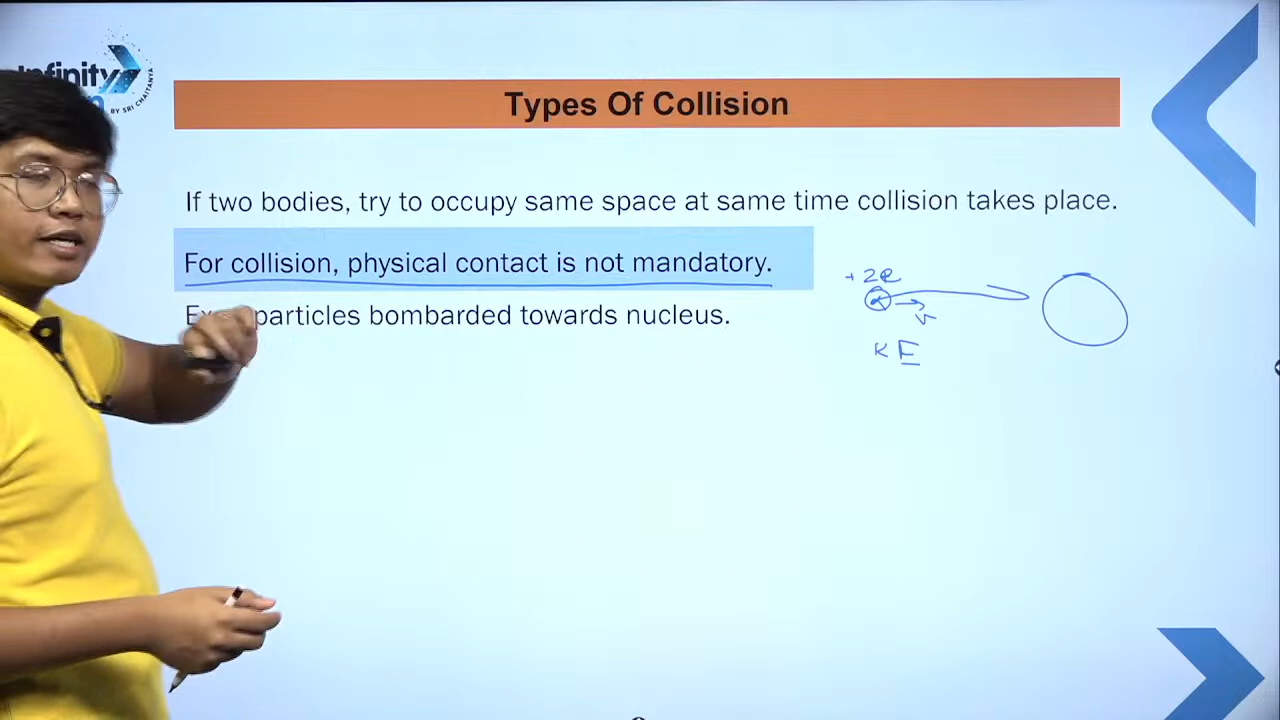 Infinity
BY SRI CHAITANYA
Types Of Collision
If two bodies, try to occupy same space at same time collision takes place.
For collision, physical contact is not mandatory.
+2e
α
v
Ex particles bombarded towards nucleus.
KE